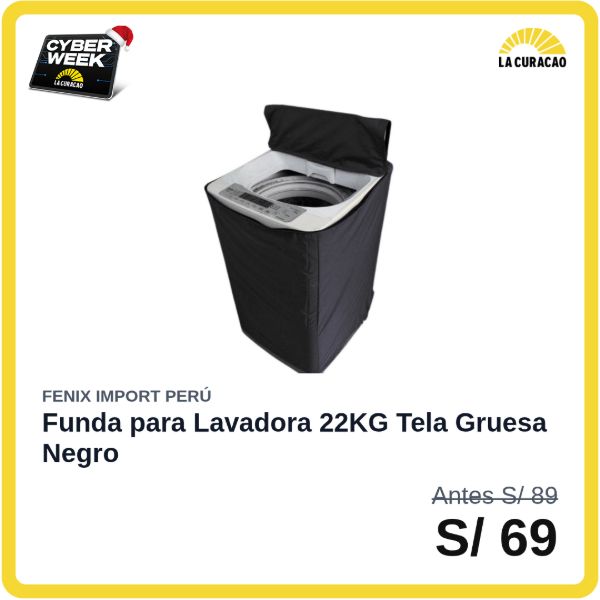 CYBER
WEEK
LA CURACAO
LA CURACAO
FENIX IMPORT PERÚ
Funda para Lavadora 22KG Tela Gruesa
Negro
Antes S/ 89
S/ 69